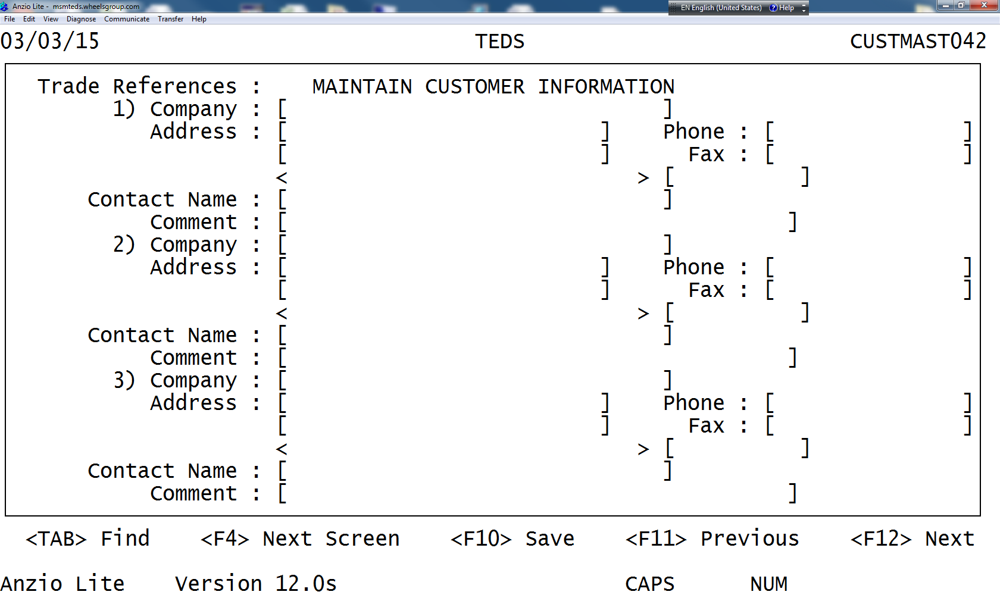 Anzio Lite - msmteds.wheelsgroup.com EN English (United States) Help
File Edit View Diagnose Communicate Transfer Help
03/03/15 TEDS CUSTMAST042
Trade References : MAINTAIN CUSTOMER INFORMATION
1) Company : [ ]
Address : [ ] Phone : [ ]
[ ] Fax : [ ]
< > [ ]
Contact Name : [ ]
Comment : [ ]
2) Company : [ ]
Address : [ ] Phone : [ ]
[ ] Fax : [ ]
< > [ ]
Contact Name : [ ]
Comment : [ ]
3) Company : [ ]
Address : [ ] Phone : [ ]
[ ] Fax : [ ]
< > [ ]
Contact Name : [ ]
Comment : [ ]
<TAB> Find <F4> Next Screen <F10> Save <F11> Previous <F12> Next
Anzio Lite Version 12.0s CAPS NUM